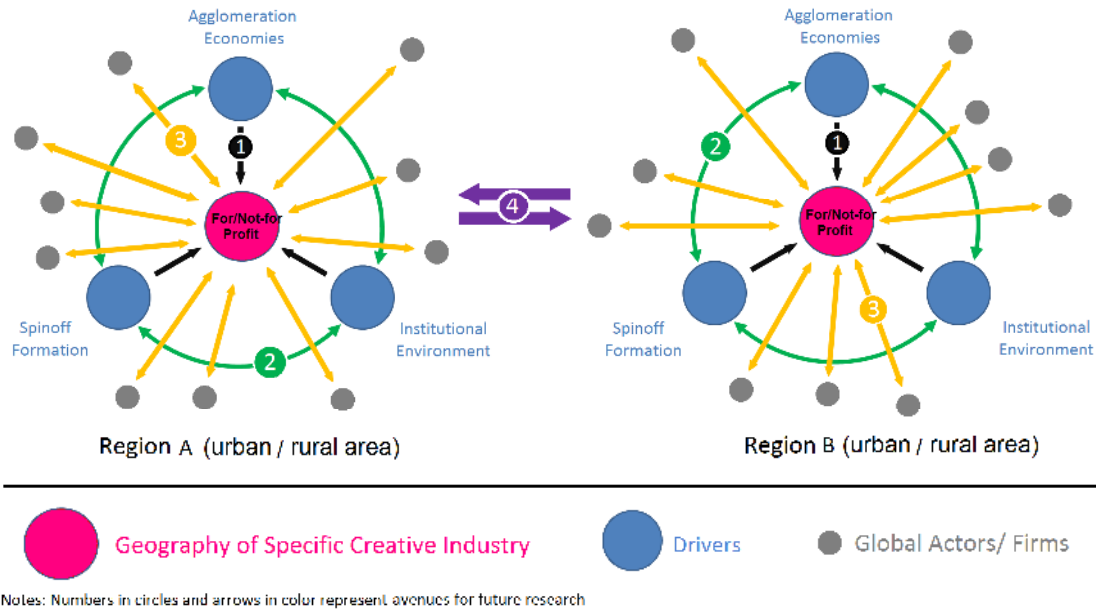 Agglomeration
Economies
3
1
For/Not-for
Profit
Spinoff
Formation
Institutional
Environment
2
Region A (urban / rural area)
4
Agglomeration
Economies
2
1
For/Not-for
Profit
Spinoff
Formation
3
Institutional
Environment
Region B (urban / rural area)
Geography of Specific Creative Industry
Drivers
Global Actors/ Firms
Notes: Numbers in circles and arrows in color represent avenues for future research